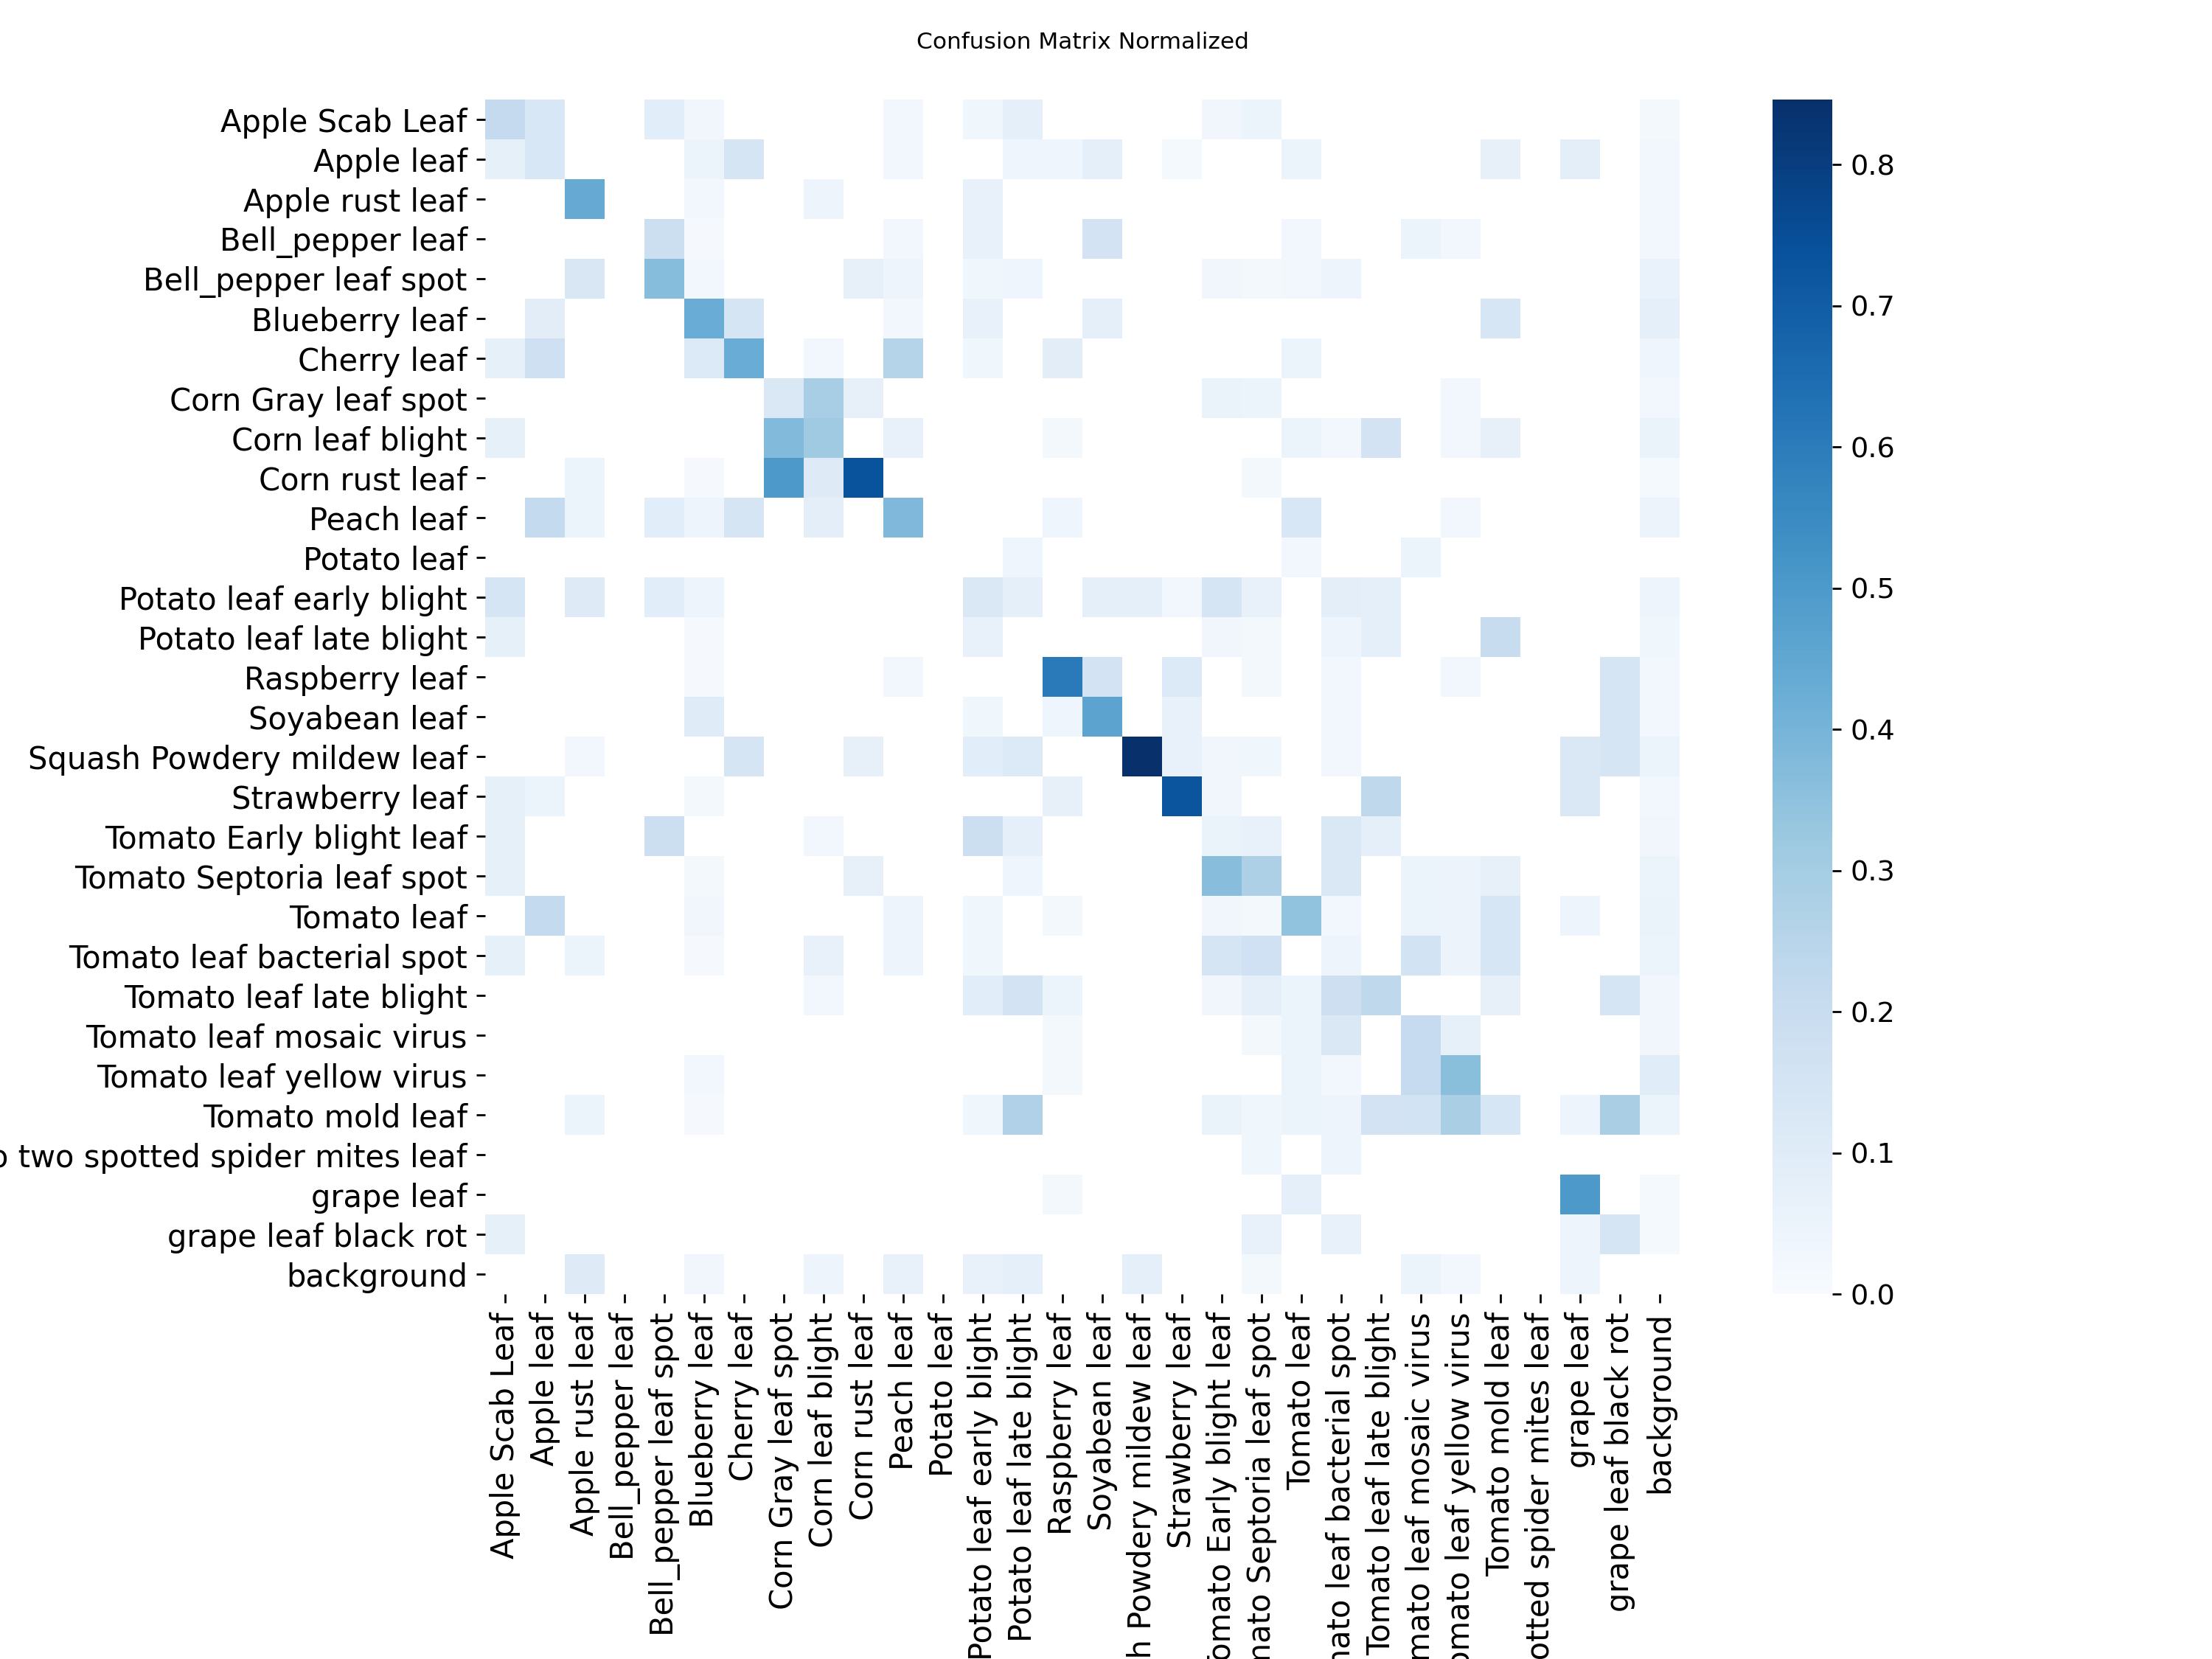 Confusion Matrix Normalized
Apple Scab Leaf
Apple leaf
Apple rust leaf
Bell_pepper leaf
Bell_pepper leaf spot
Blueberry leaf
Cherry leaf
Corn Gray leaf spot
Corn leaf blight
Corn rust leaf
Peach leaf
Potato leaf
Potato leaf early blight
Potato leaf late blight
Raspberry leaf
Soyabean leaf
Squash Powdery mildew leaf
Strawberry leaf
Tomato Early blight leaf
Tomato Septoria leaf spot
Tomato leaf
Tomato leaf bacterial spot
Tomato leaf late blight
Tomato leaf mosaic virus
Tomato leaf yellow virus
Tomato mold leaf
two spotted spider mites leaf
grape leaf
grape leaf black rot
background
Apple Scab Leaf
Apple leaf
Apple rust leaf
Bell_pepper leaf
Bell_pepper leaf spot
Blueberry leaf
Cherry leaf
Corn Gray leaf spot
Corn leaf blight
Corn rust leaf
Peach leaf
Potato leaf
Potato leaf early blight
Potato leaf late blight
Raspberry leaf
Soyabean leaf
h Powdery mildew leaf
Strawberry leaf
omato Early blight leaf
mato Septoria leaf spot
Tomato leaf
mato leaf bacterial spot
Tomato leaf late blight
mato leaf mosaic virus
omato leaf yellow virus
Tomato mold leaf
otted spider mites leaf
grape leaf
grape leaf black rot
background
0.8
0.7
0.6
0.5
0.4
0.3
0.2
0.1
0.0